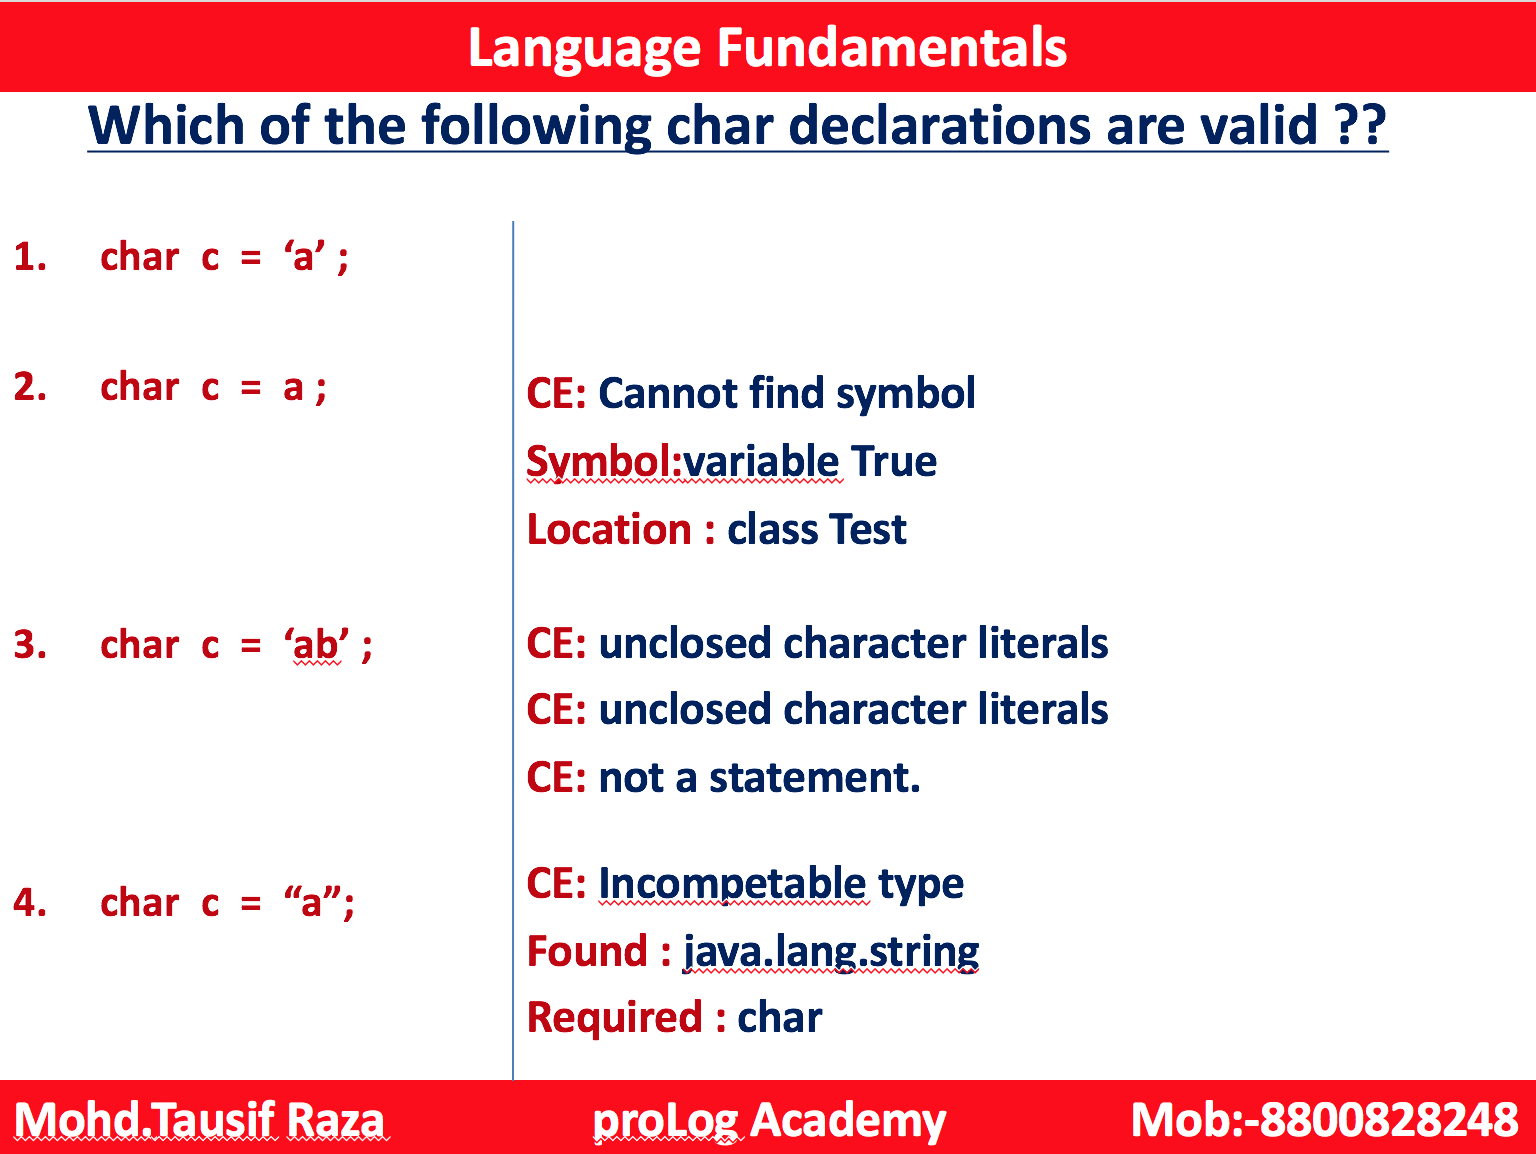 Language Fundamentals
Which of the following char declarations are valid ??
1. char c = ‘a’ ;
2. char c = a ;
CE: Cannot find symbol
Symbol:variable True
Location : class Test
3. char c = ‘ab’ ;
CE: unclosed character literals
CE: unclosed character literals
CE: not a statement.
4. char c = “a”;
CE: Incompetable type
Found : java.lang.string
Required : char
Mohd.Tausif Raza proLog Academy Mob:-8800828248